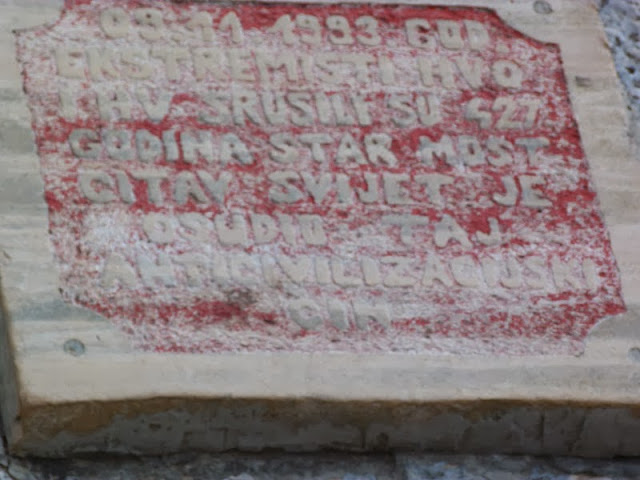 09.11 1993 GOD.
EKSTREMISTI HVO
I HV SRUŠILI SU 427
GODINA STAR MOST
CITAV SVIJET JE
OSUDIO TAJ
ANTICIVILIZACIJSKI
ČIN